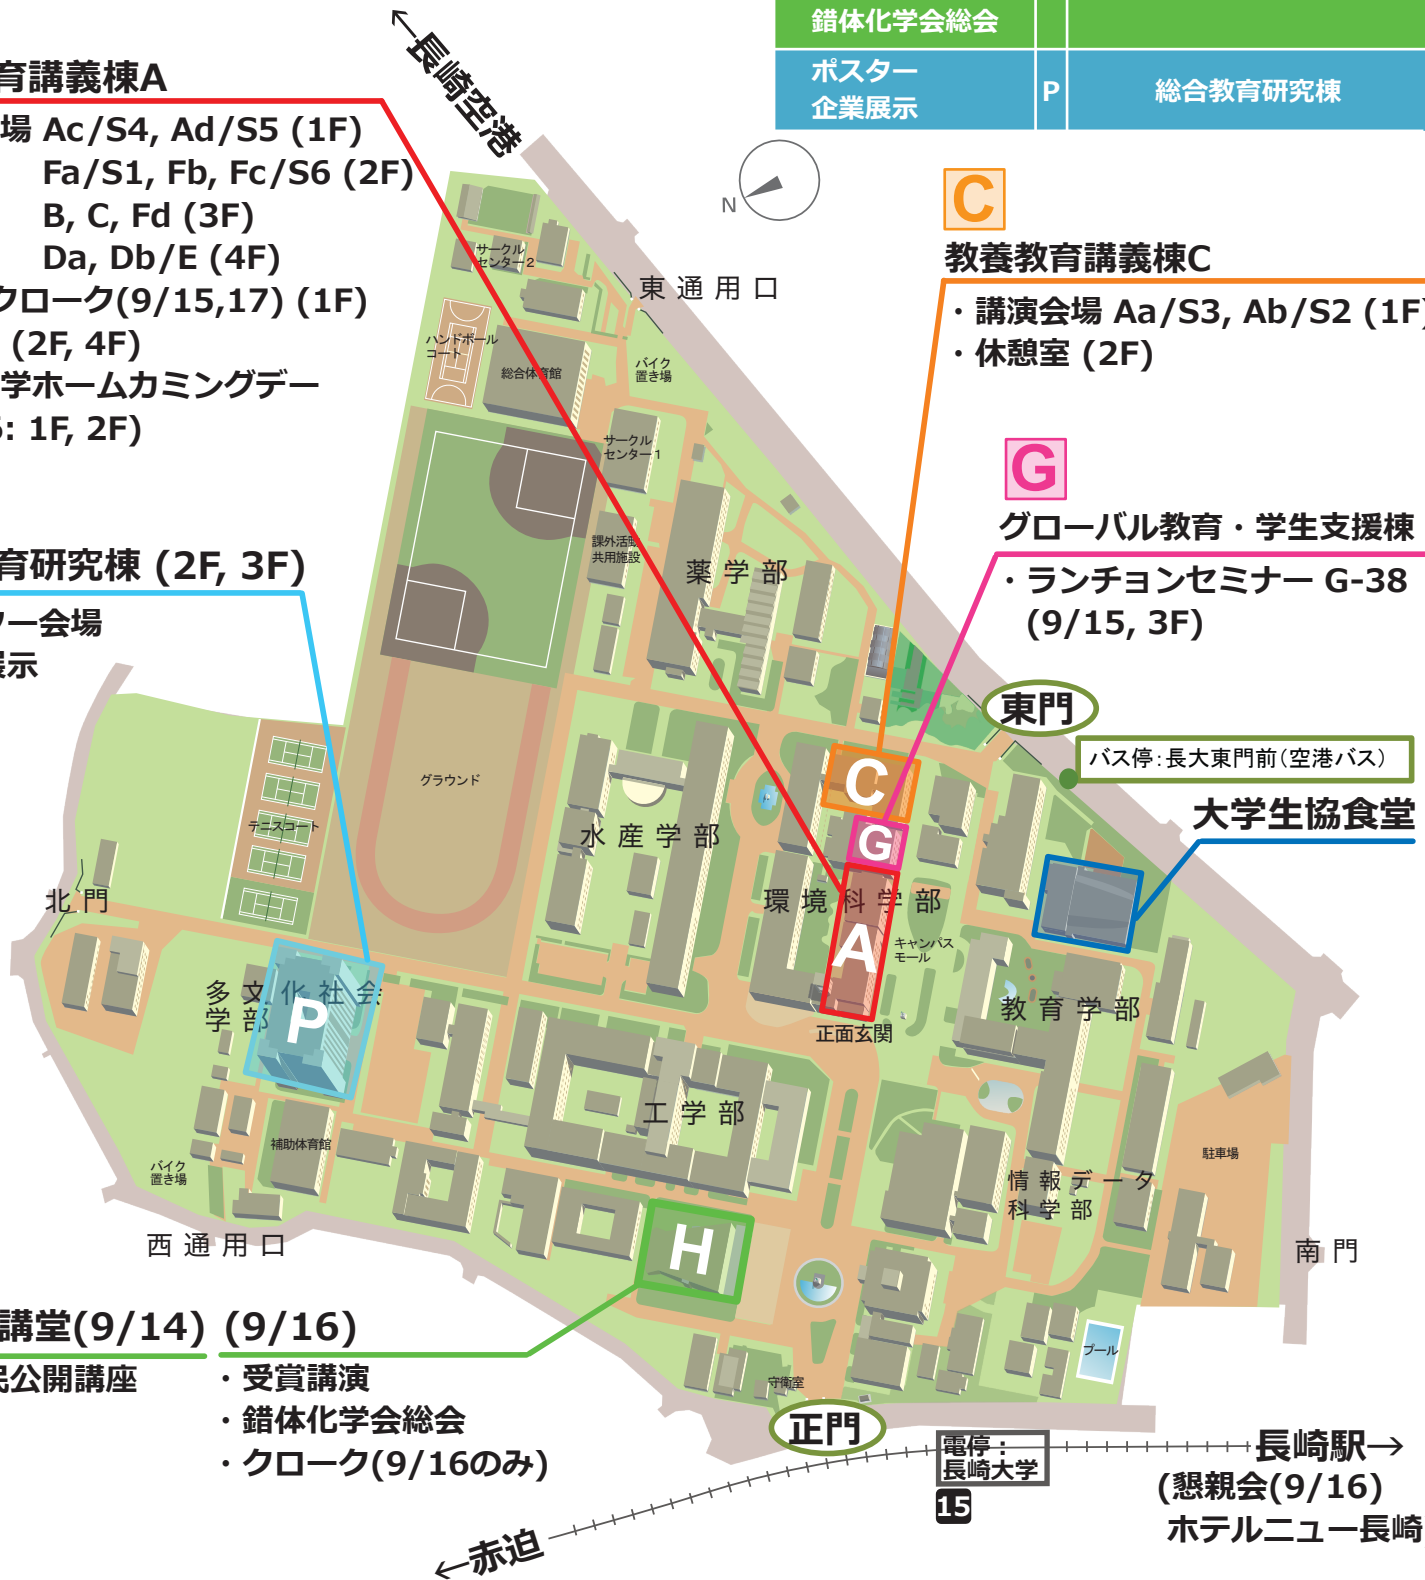 錯体化学会総会
ポスター
企業展示
P
総合教育研究棟
←長崎空港
N
育講義棟A
場 Ac/S4, Ad/S5 (1F)
Fa/S1, Fb, Fc/S6 (2F)
B, C, Fd (3F)
Da, Db/E (4F)
クローク(9/15,17) (1F)
(2F, 4F)
学ホームカミングデー
: 1F, 2F)
C
教養教育講義棟C
・講演会場 Aa/S3, Ab/S2 (1F)
・休憩室 (2F)
G
グローバル教育・学生支援棟
・ランチョンセミナー G-38
(9/15, 3F)
育研究棟 (2F, 3F)
ー会場
展示
サークル
センター2
東通用口
ハンドボール
コート
総合体育館
バイク
置き場
サークル
センター1
課外活動
共用施設
薬学部
東門
バス停:長大東門前(空港バス)
大学生協食堂
グラウンド
テニスコート
水産学部
C
G
A
環境科学部
キャンパス
モール
北門
多文化社会
学部
P
教育学部
正面玄関
工学部
補助体育館
バイク
置き場
西通用口
情報データ
科学部
駐車場
南門
H
プール
守衛室
講堂(9/14)
民公開講座
(9/16)
・受賞講演
・錯体化学会総会
・クローク(9/16のみ)
正門
電停:
長崎大学
15
長崎駅→
(懇親会(9/16)
ホテルニュー長崎
←赤迫